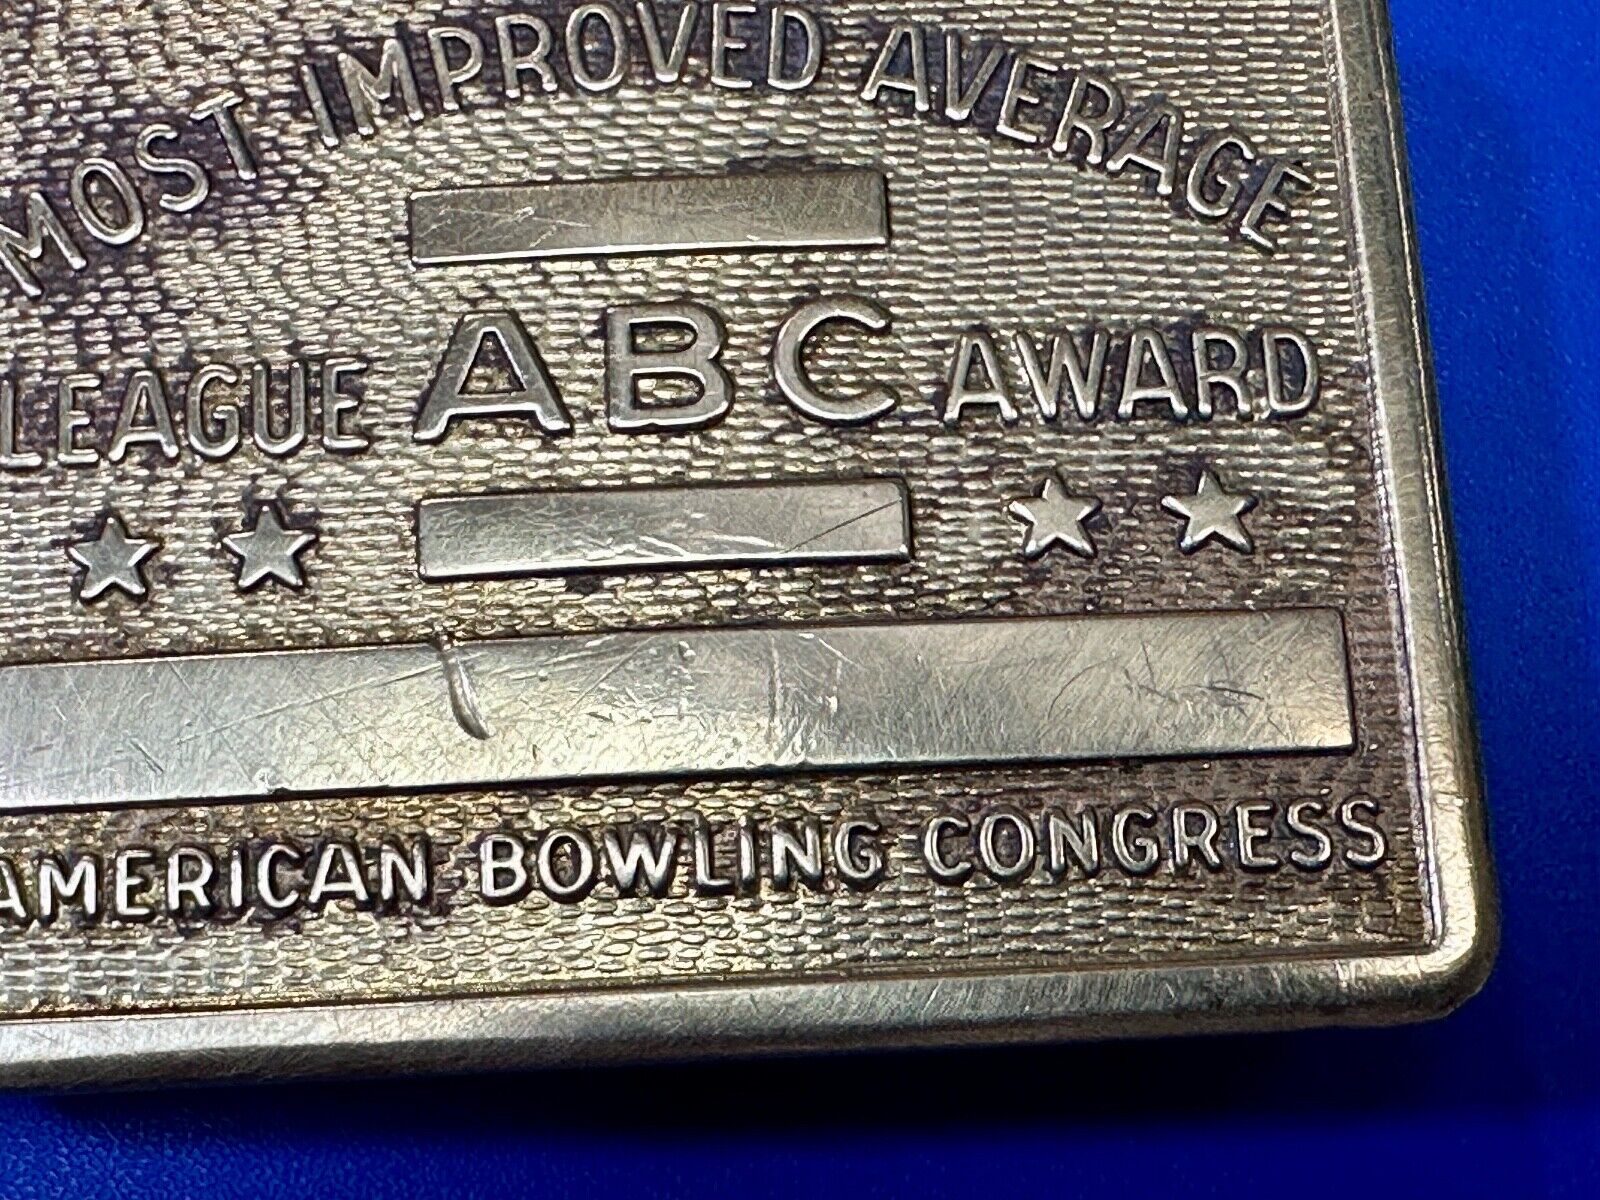 MOST IMPROVED AVERAGE
LEAGUE ABC AWARD
AMERICAN BOWLING CONGRESS